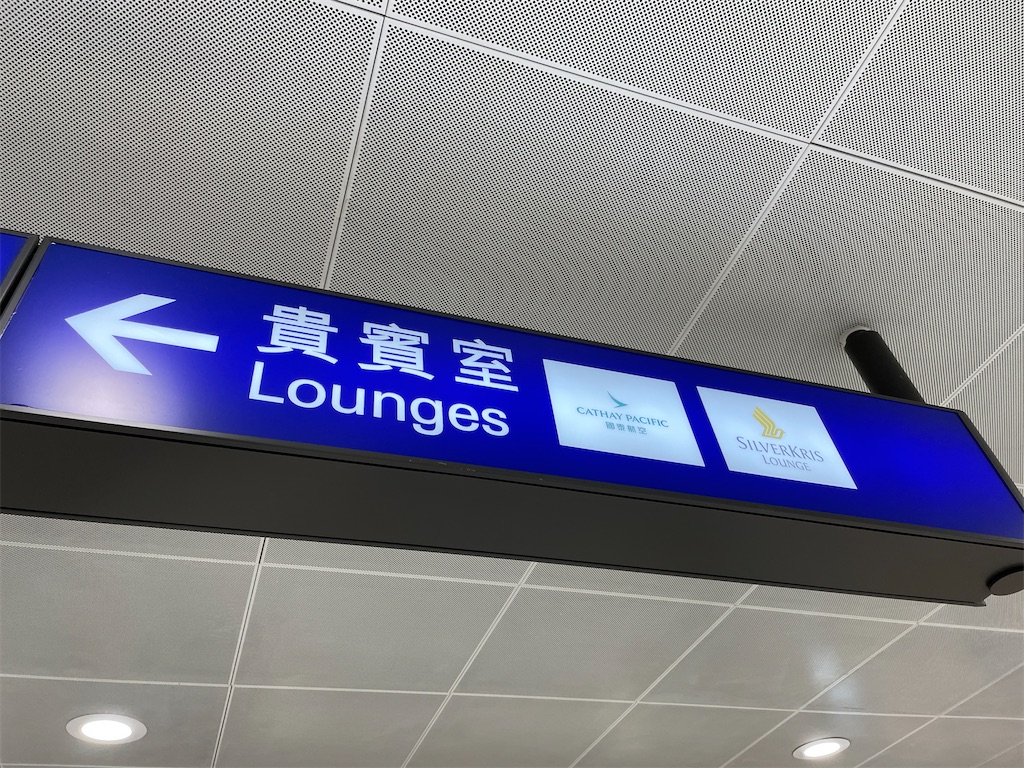 貴賓室
Lounges
CATHAY PACIFIC
國泰航空
SILVERKRIS
LOUNGE